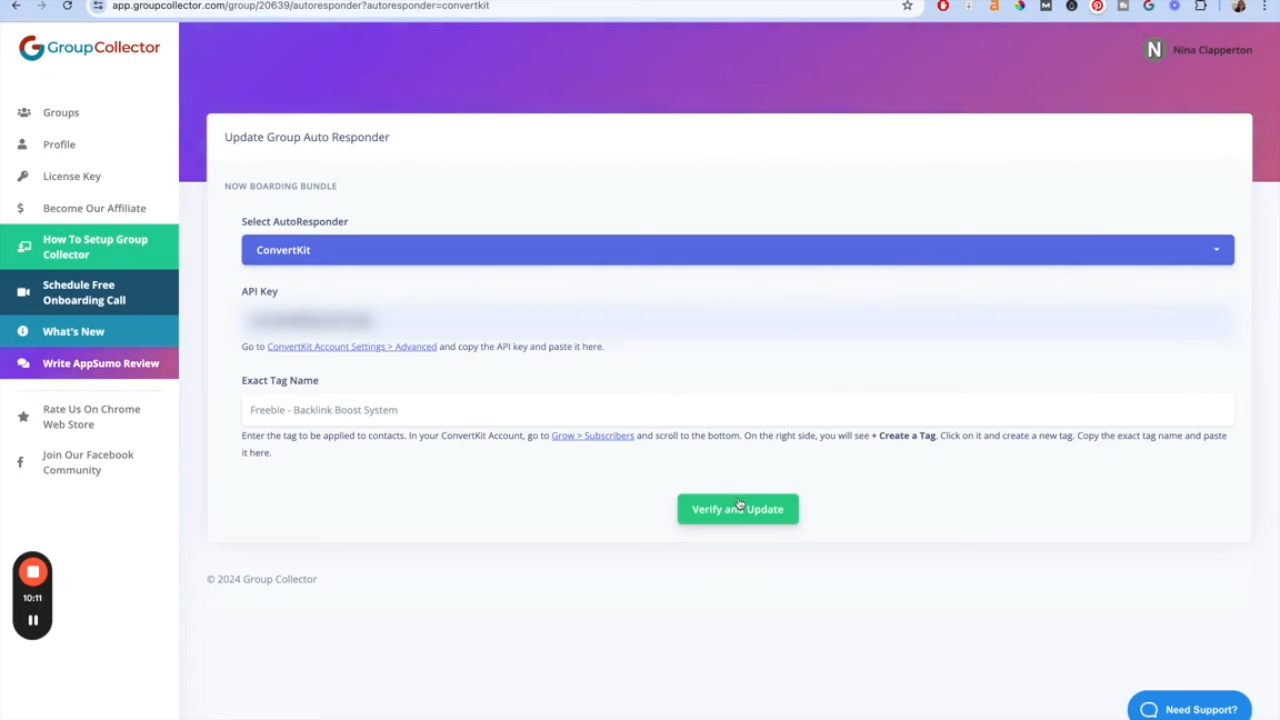 app.groupcollector.com/group/20639/autoresponder?autoresponder=convertkit
GroupCollector
N Nina Clapperton
Groups
Profile
License Key
Become Our Affiliate
How To Setup Group
Collector
Schedule Free
Onboarding Call
What's New
Write AppSumo Review
Rate Us On Chrome
Web Store
Join Our Facebook
Community
10:11
Update Group Auto Responder
NOW BOARDING BUNDLE
Select AutoResponder
ConvertKit
API Key
Go to ConvertKit Account Settings > Advanced and copy the API key and paste it here.
Exact Tag Name
Freebie - Backlink Boost System
Enter the tag to be applied to contacts. In your ConvertKit Account, go to Grow > Subscribers and scroll to the bottom. On the right side, you will see + Create a Tag. Click on it and create a new tag. Copy the exact tag name and paste
it here.
Verify and Update
© 2024 Group Collector
Need Support?